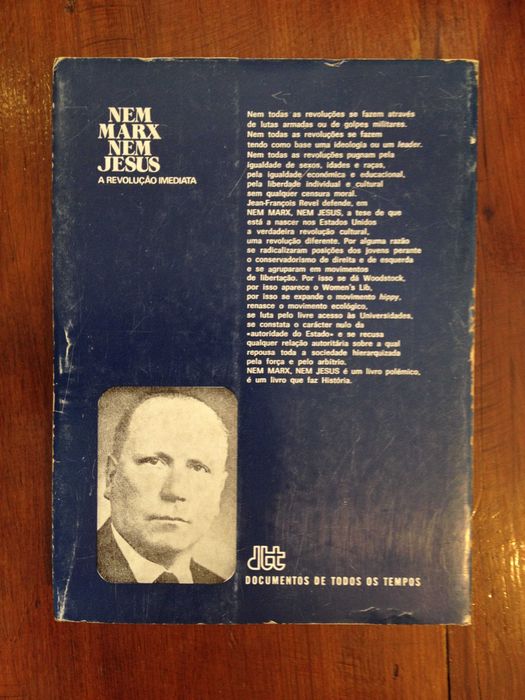 NEM
MARX
NEM
JESUS
A REVOLUÇÃO IMEDIATA
Nem todas as revoluções se fazem através
de lutas armadas ou de golpes militares.
Nem todas as revoluções se fazem
tendo como base uma ideologia ou um leader.
Nem todas as revoluções pugnam pela
igualdade de sexos, idades e raças,
pela igualdade económica e educacional,
pela liberdade individual e cultural
sem qualquer censura moral.
Jean-François Revel defende, em
NEM MARX, NEM JESUS, a tese de que
está a nascer nos Estados Unidos
a verdadeira revolução cultural,
uma revolução diferente. Por alguma razão
se radicalizaram posições dos jovens perante
o conservadorismo de direita e de esquerda
e se agruparam em movimentos
de libertação. Por isso se dá Woodstock,
por isso aparece o Women's Lib,
por isso se expande o movimento hippy,
renasce o movimento ecológico,
se luta pelo livre acesso às Universidades,
se constata o carácter nulo da
«autoridade do Estado» e se recusa
qualquer relação autoritária sobre a qual
repousa toda a sociedade hierarquizada
pela força e pelo arbítrio.
NEM MARX, NEM JESUS é um livro polémico,
é um livro que faz História.
dtt
DOCUMENTOS DE TODOS OS TEMPOS